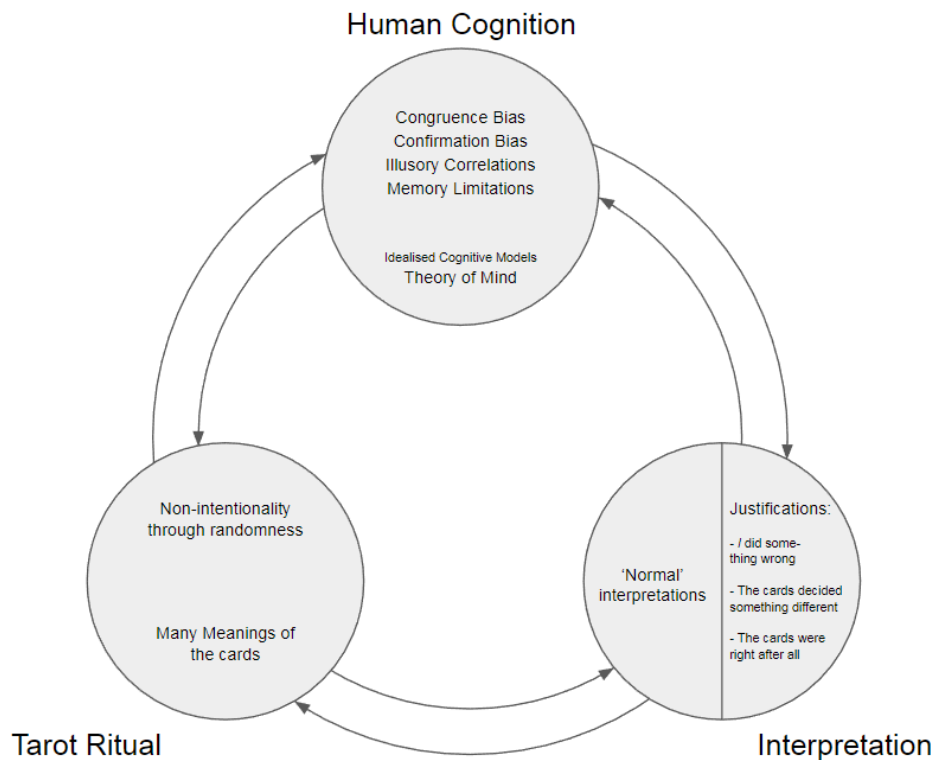 Human Cognition
Congruence Bias
Confirmation Bias
Illusory Correlations
Memory Limitations
Idealised Cognitive Models
Theory of Mind
Non-intentionality
through randomness
Many Meanings of
the cards
Tarot Ritual
'Normal'
interpretations
Justifications:
- I did some-
thing wrong
- The cards decided
something different
- The cards were
right after all
Interpretation